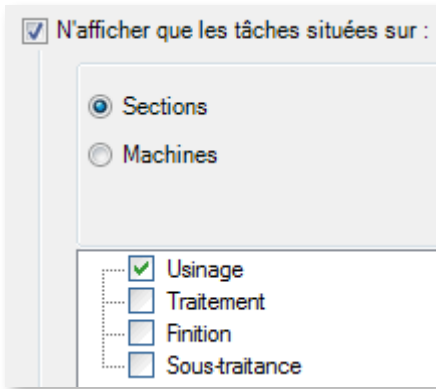 N'afficher que les tâches situées sur :
Sections
Machines
Usinage
Traitement
Finition
Sous-traitance